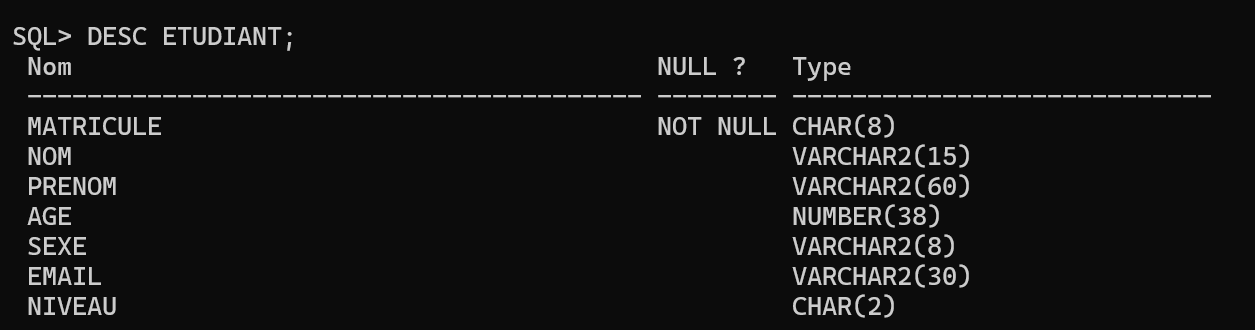 SQL> DESC ETUDIANT;
Nom NULL ? Type
----------------------------------------- -------- ----------------------------
MATRICULE NOT NULL CHAR(8)
NOM VARCHAR2(15)
PRENOM VARCHAR2(60)
AGE NUMBER(38)
SEXE VARCHAR2(8)
EMAIL VARCHAR2(30)
NIVEAU CHAR(2)